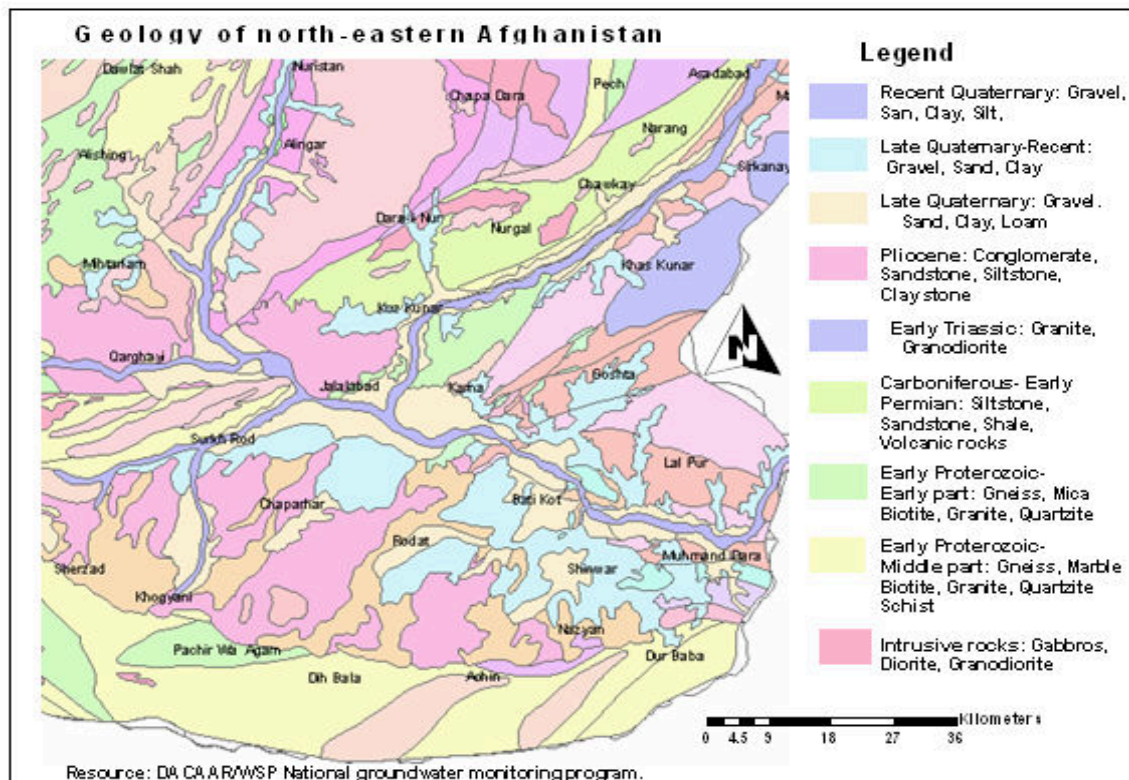 Geology of north-eastern Afghanistan
Dawlat Shah
Nuristan
Chapa Dara
Pech
Asadabad
Narang
Sirkanay
Alishing
Alingar
Chawkay
Dara-i-Nur
Nurgal
Mihtarlam
Khas Kunar
Koz Kunar
Qarghayi
Jalalabad
Kama
Goshta
Surkh Rod
Lal Pur
Chaparhar
Bati Kot
Rodat
Muhmand Dara
Sherzad
Shinwar
Khogyani
Nazyan
Pachir Wa Agam
Dur Baba
Dih Bala
Achin
N
Legend
Recent Quaternary: Gravel,
San, Clay, Silt,
Late Quaternary-Recent:
Gravel, Sand, Clay
Late Quaternary: Gravel.
Sand, Clay, Loam
Pliocene: Conglomerate,
Sandstone, Siltstone,
Claystone
Early Triassic: Granite,
Granodiorite
Carboniferous- Early
Permian: Siltstone,
Sandstone, Shale,
Volcanic rocks
Early Proterozoic-
Early part: Gneiss, Mica
Biotite, Granite, Quartzite
Early Proterozoic-
Middle part: Gneiss, Marble
Biotite, Granite, Quartzite
Schist
Intrusive rocks: Gabbros,
Diorite, Granodiorite
Kilometers
0 4.5 9 18 27 36
Resource: DACAAR/WSP National groundwater monitoring program.